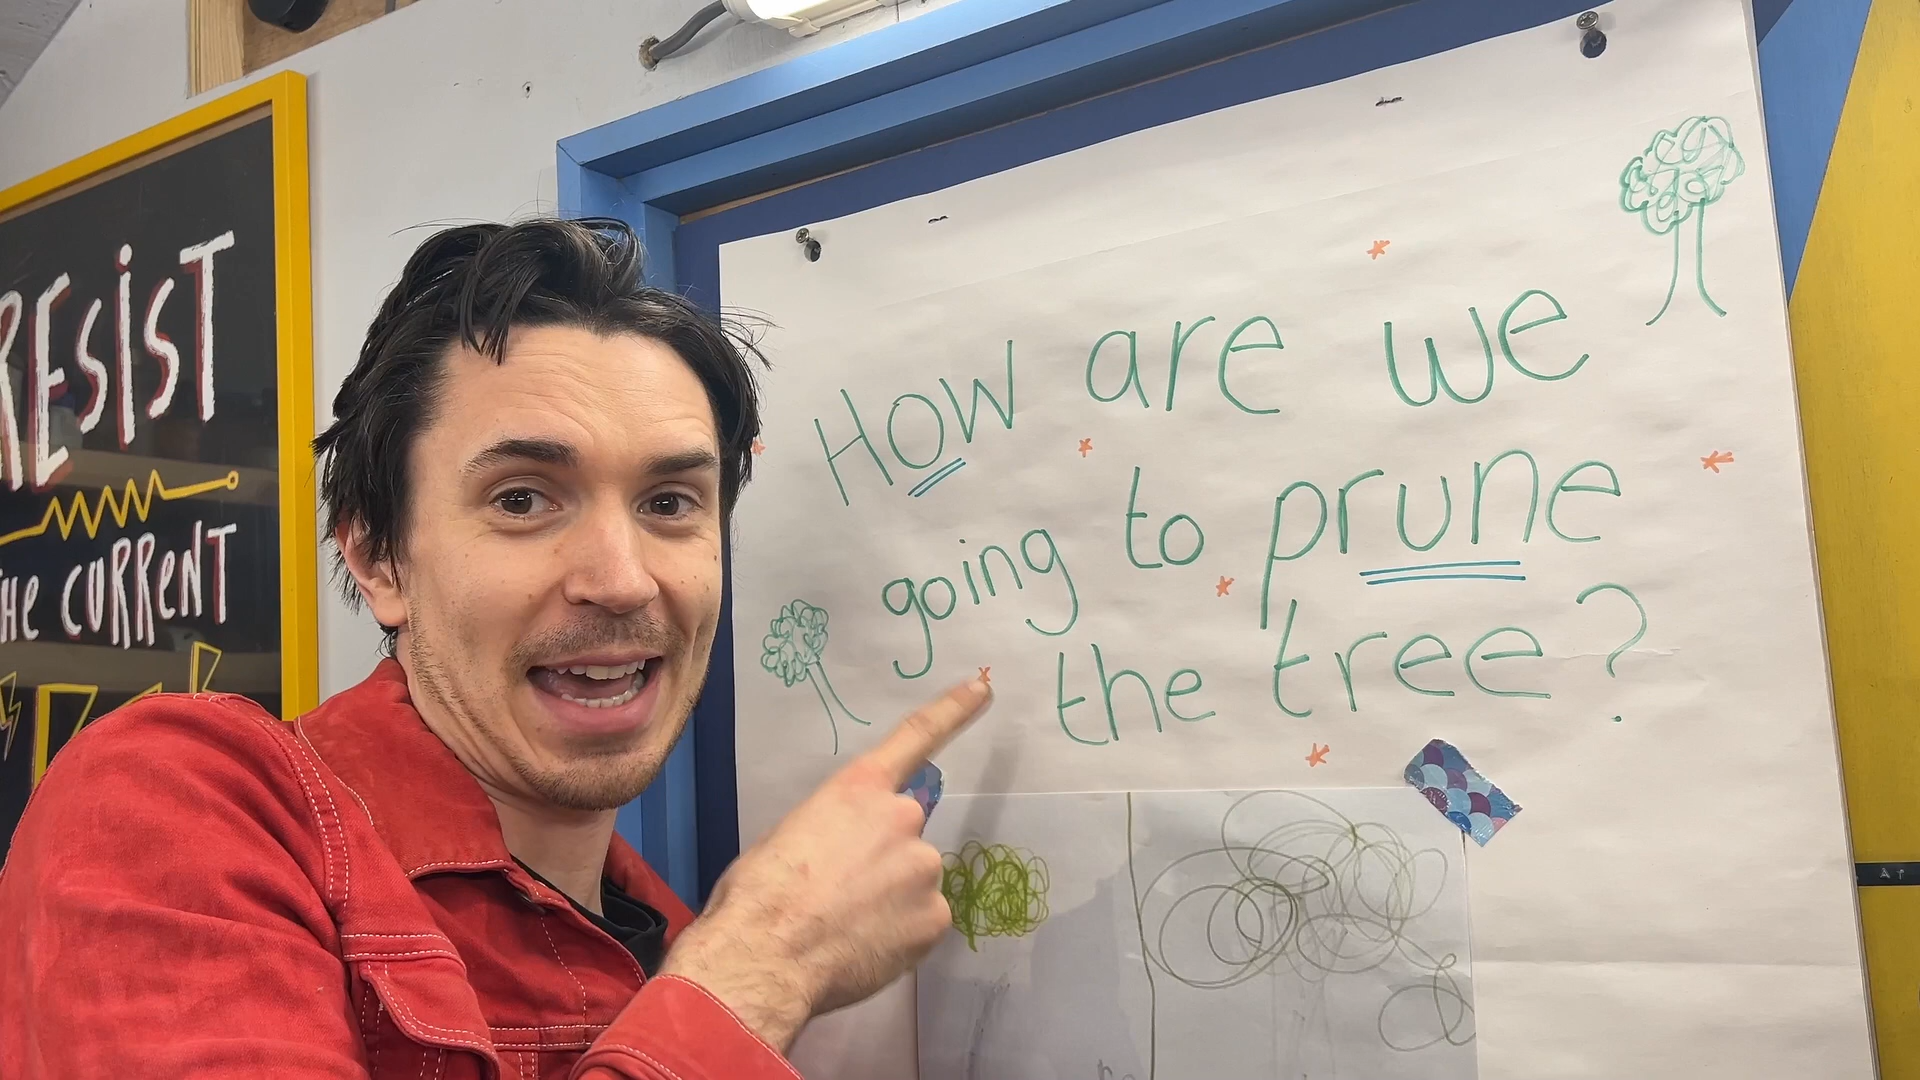 RESIST
THE CURRENT
How are we
going to prune
the tree?